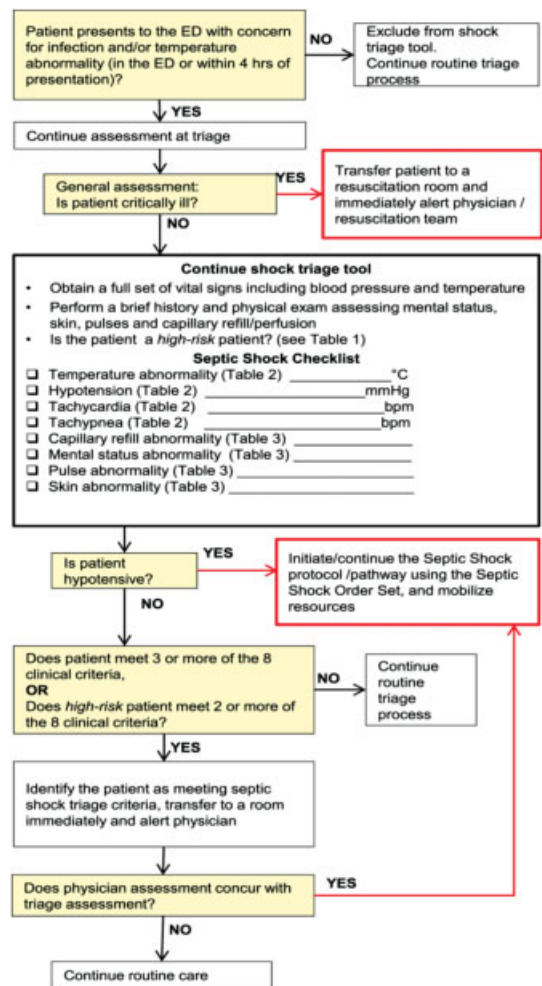 Patient presents to the ED with concern
for infection and/or temperature
abnormality (in the ED or within 4 hrs of
presentation)?
NO
Exclude from shock
triage tool.
Continue routine triage
process
YES
Continue assessment at triage
General assessment:
Is patient critically ill?
YES
Transfer patient to a
resuscitation room and
immediately alert physician /
resuscitation team
NO
Continue shock triage tool
• Obtain a full set of vital signs including blood pressure and temperature
• Perform a brief history and physical exam assessing mental status,
skin, pulses and capillary refill/perfusion
• Is the patient a high-risk patient? (see Table 1)
Septic Shock Checklist
❑ Temperature abnormality (Table 2) _______________°C
❑ Hypotension (Table 2) _______________________mmHg
❑ Tachycardia (Table 2) _________________________bpm
❑ Tachypnea (Table 2) _________________________bpm
❑ Capillary refill abnormality (Table 3) _______________
❑ Mental status abnormality (Table 3) _______________
❑ Pulse abnormality (Table 3) _______________________
❑ Skin abnormality (Table 3) _______________________
Is patient
hypotensive?
YES
Initiate/continue the Septic Shock
protocol /pathway using the Septic
Shock Order Set, and mobilize
resources
NO
Does patient meet 3 or more of the 8
clinical criteria,
OR
Does high-risk patient meet 2 or more of
the 8 clinical criteria?
NO
Continue
routine
triage
process
YES
Identify the patient as meeting septic
shock triage criteria, transfer to a room
immediately and alert physician
Does physician assessment concur with
triage assessment?
YES
NO
Continue routine care